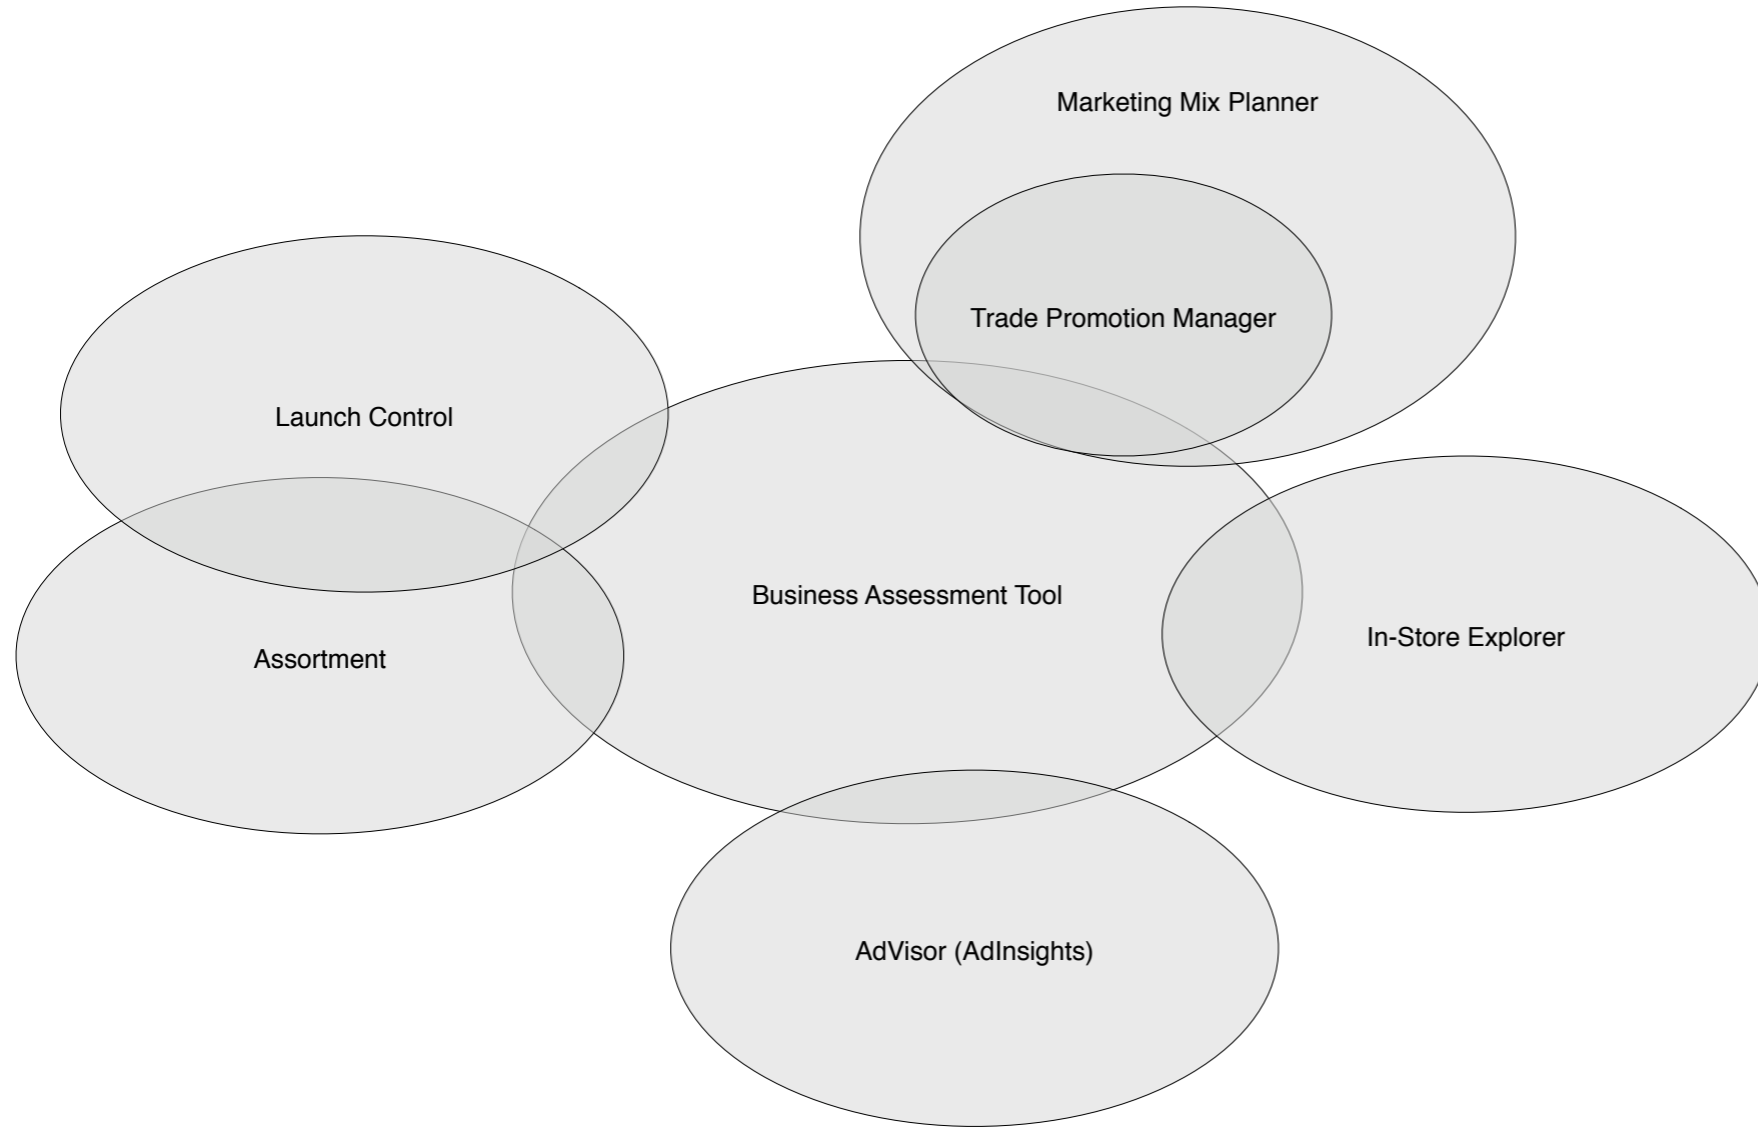 Marketing Mix Planner
Trade Promotion Manager
Launch Control
Business Assessment Tool
In-Store Explorer
Assortment
AdVisor (AdInsights)